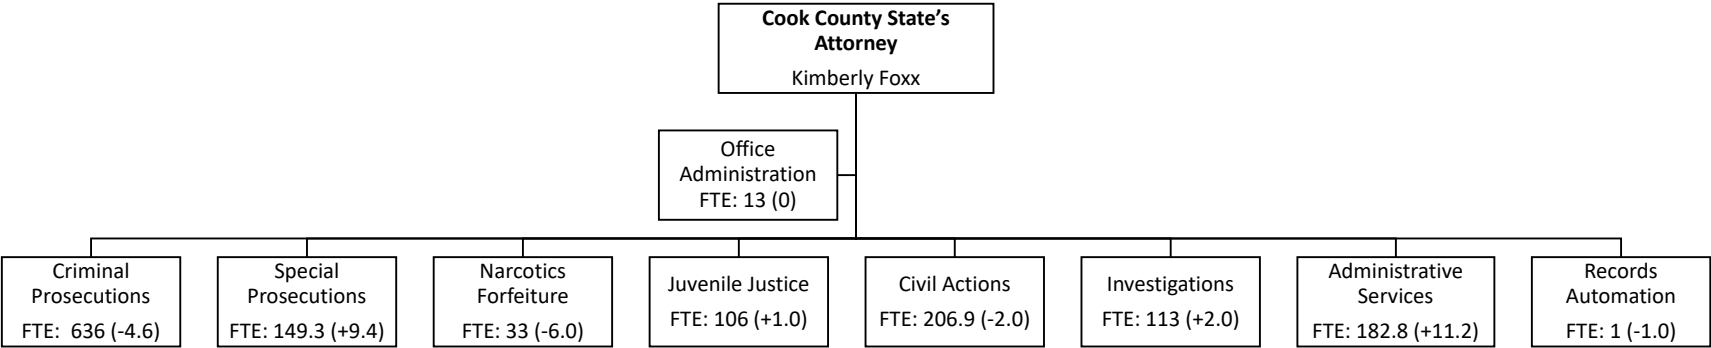 Cook County State’s
Attorney
Kimberly Foxx
Office
Administration
FTE: 13 (0)
Criminal
Prosecutions
FTE:  636 (-4.6)
Special
Prosecutions
FTE: 149.3 (+9.4)
Narcotics
Forfeiture
FTE: 33 (-6.0)
Juvenile Justice
FTE: 106 (+1.0)
Civil Actions
FTE: 206.9 (-2.0)
Investigations
FTE: 113 (+2.0)
Administrative
Services
FTE: 182.8 (+11.2)
Records
Automation
FTE: 1 (-1.0)